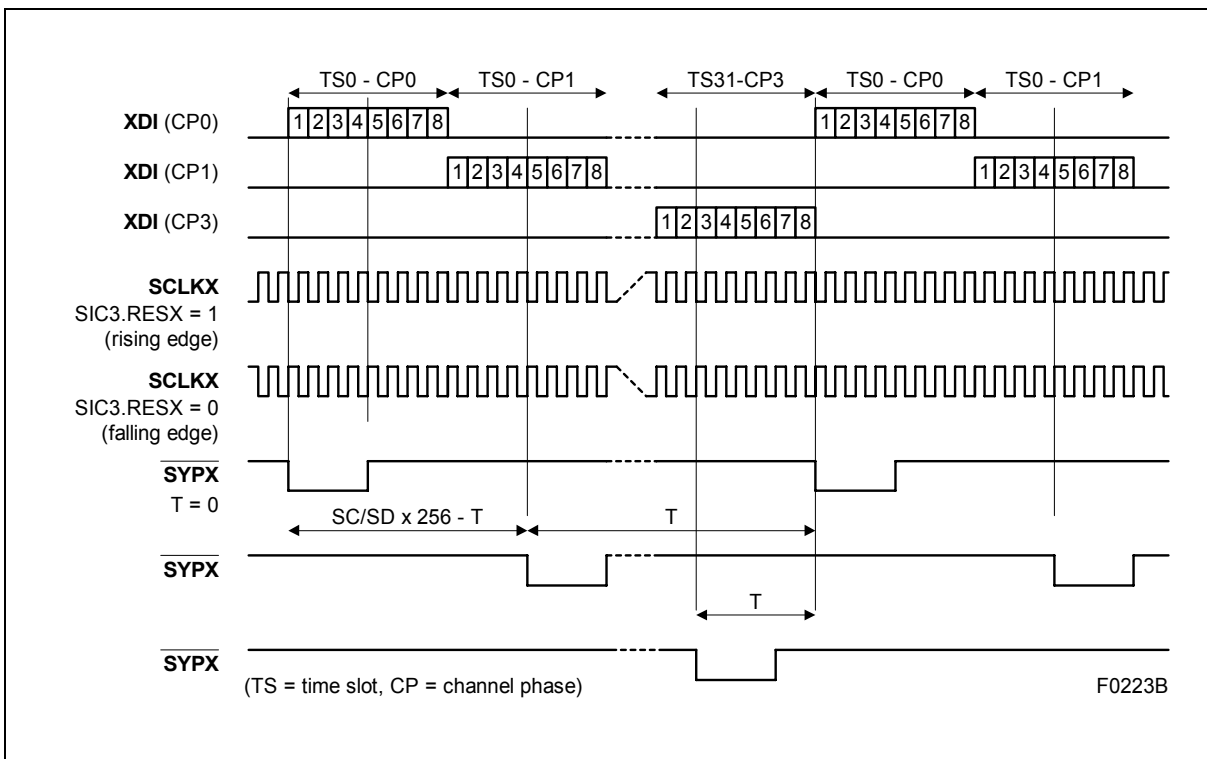 TS0 - CP0 TS0 - CP1 TS31-CP3 TS0 - CP0 TS0 - CP1
XDI (CP0) 1 2 3 4 5 6 7 8 1 2 3 4 5 6 7 8
XDI (CP1) 1 2 3 4 5 6 7 8 1 2 3 4 5 6 7 8
XDI (CP3) 1 2 3 4 5 6 7 8
SCLKX
SIC3.RESX = 1
(rising edge)
SCLKX
SIC3.RESX = 0
(falling edge)
SYPX
T = 0
SC/SD x 256 - T T
SYPX
T
SYPX
(TS = time slot, CP = channel phase) F0223B